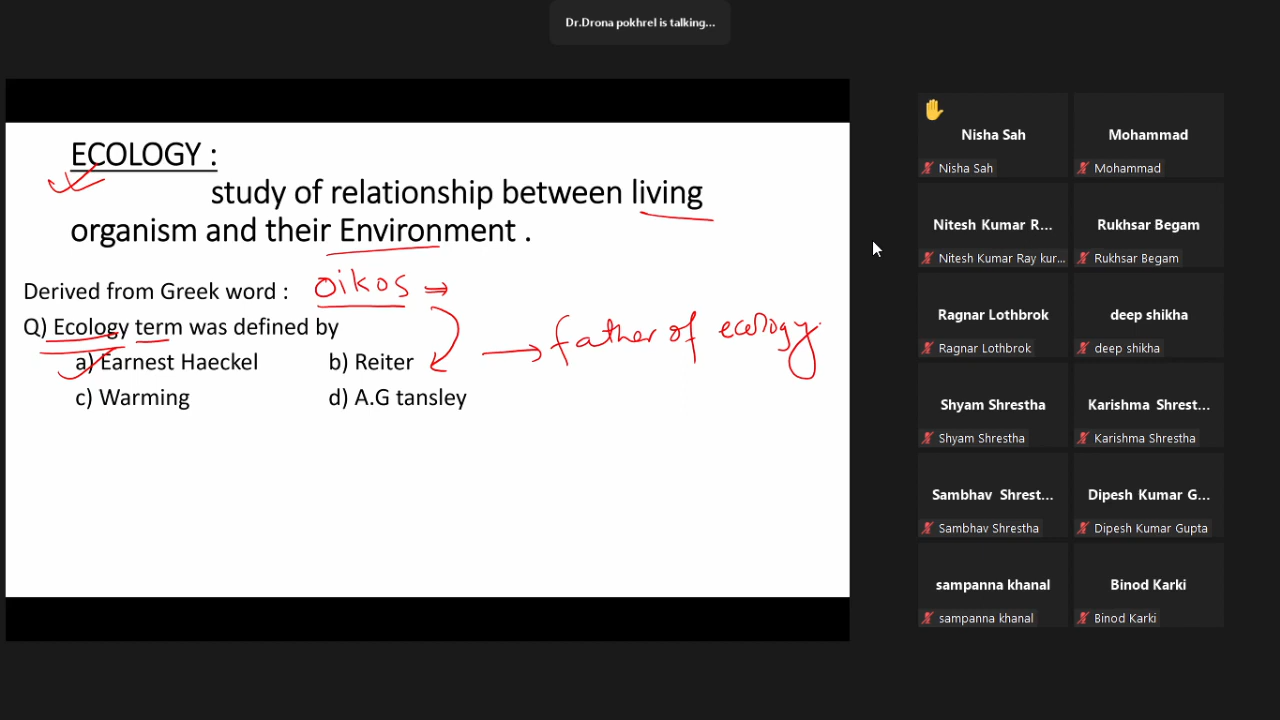 Dr.Drona pokhrel is talking...
ECOLOGY :
study of relationship between living
organism and their Environment .
Derived from Greek word : oikos
Q) Ecology term was defined by
a) Earnest Haeckel b) Reiter
father of ecology
c) Warming d) A.G tansley
Nisha Sah
Nisha Sah
Mohammad
Mohammad
Nitesh Kumar R...
Nitesh Kumar Ray kur...
Rukhsar Begam
Rukhsar Begam
Ragnar Lothbrok
Ragnar Lothbrok
deep shikha
deep shikha
Shyam Shrestha
Shyam Shrestha
Karishma Shrest...
Karishma Shrestha
Sambhav Shrest...
Sambhav Shrestha
Dipesh Kumar G...
Dipesh Kumar Gupta
sampanna khanal
sampanna khanal
Binod Karki
Binod Karki